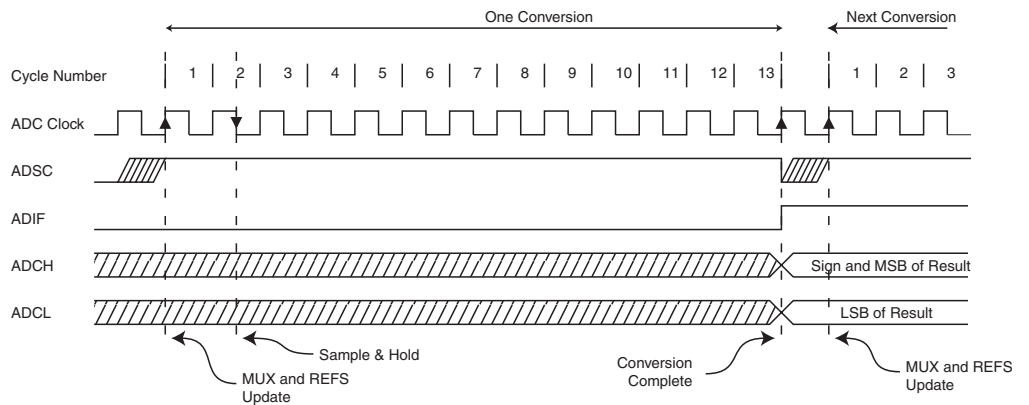 One Conversion
Next Conversion
Cycle Number 1 2 3 4 5 6 7 8 9 10 11 12 13 1 2 3
ADC Clock
ADSC
ADIF
ADCH
Sign and MSB of Result
ADCL
LSB of Result
Sample & Hold
MUX and REFS
Update
Conversion
Complete
MUX and REFS
Update